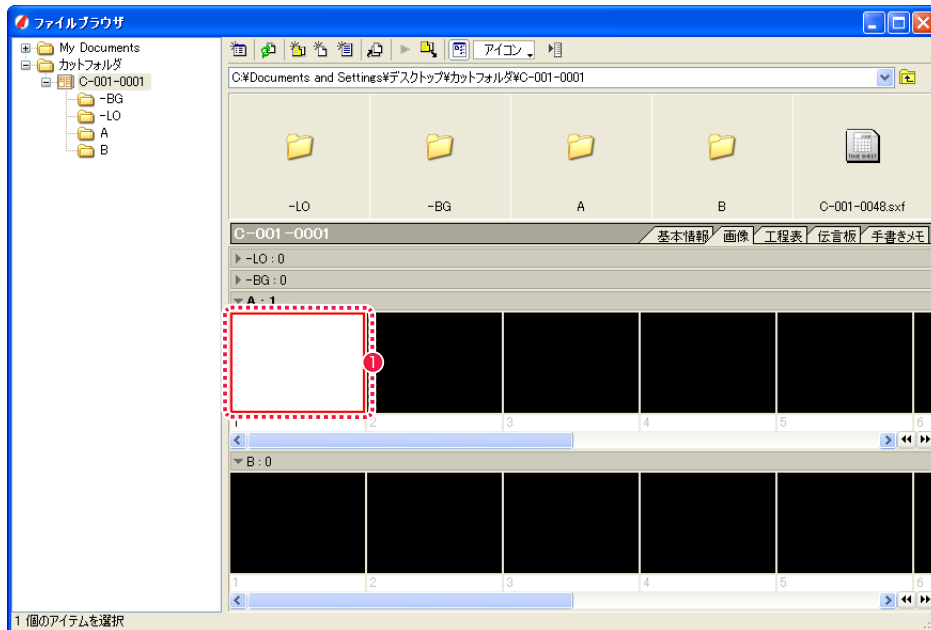 ファイルブラウザ
My Documents
カットフォルダ
C-001-0001
-BG
-LO
A
B
アイコン
C:¥Documents and Settings¥デスクトップ¥カットフォルダ¥C-001-0001
-LO -BG A B C-001-0048.sxf
TIME SHEET
C-001-0001 基本情報 画像 工程表 伝言板 手書きメモ
-LO : 0
-BG : 0
A : 1
1
1 2 3 4 5 6
B : 0
1 2 3 4 5 6
1 個のアイテムを選択